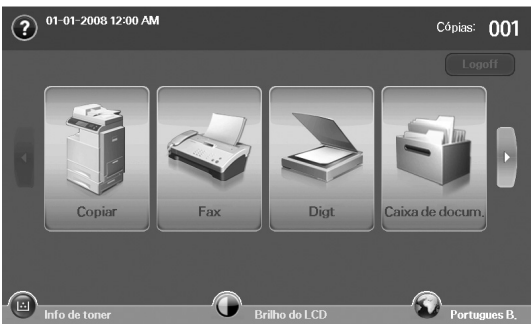 ?
01-01-2008 12:00 AM
Cópias: 001
Logoff
Copiar
Fax
Digt
Caixa de docum.
Info de toner
Brilho do LCD
Portugues B.